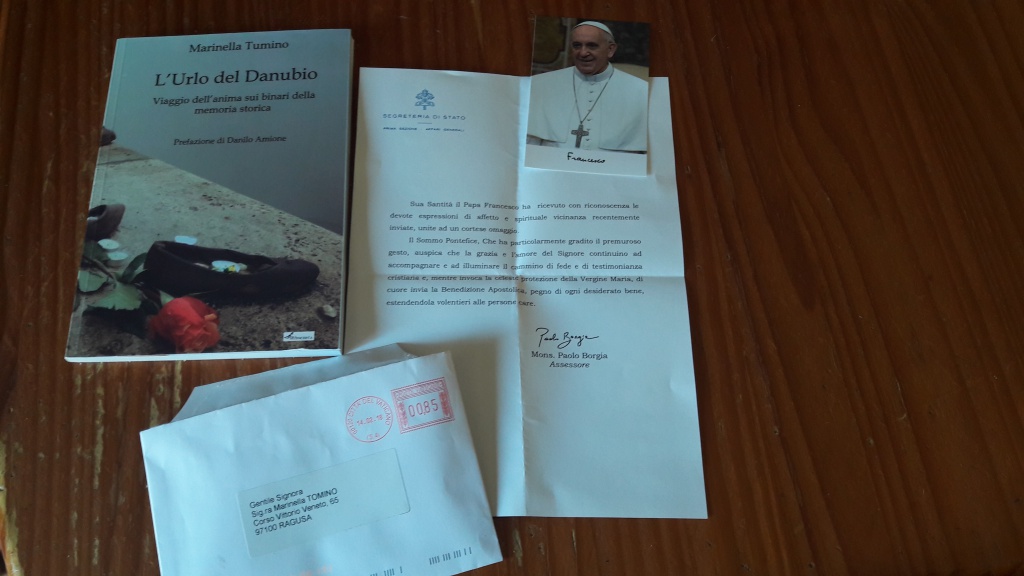 Marinella Tumino
L'Urlo del Danubio
Viaggio dell'anima sui binari della
memoria storica
Prefazione di Danilo Amione
SEGRETERIA DI STATO
Francesco
Sua Santità il Papa Francesco ha ricevuto con riconoscenza le
devote espressioni di affetto e spirituale vicinanza recentemente
inviate, unite ad un cortese omaggio.
Il Sommo Pontefice, Che ha particolarmente gradito il premuroso
gesto, auspica che la grazia e l'amore del Signore continuino ad
accompagnare e ad illuminare il cammino di fede e di testimonianza
cristiana e, mentre invoca la celeste protezione della Vergine Maria, di
cuore invia la Benedizione Apostolica, pegno di ogni desiderato bene,
estendendola volentieri alle persone care.
Paolo Borgia
Mons. Paolo Borgia
Assessore
00.85
Gentile Signora
Sig.ra Marinella TOMINO
Corso Vittorio Veneto, 65
97100 RAGUSA